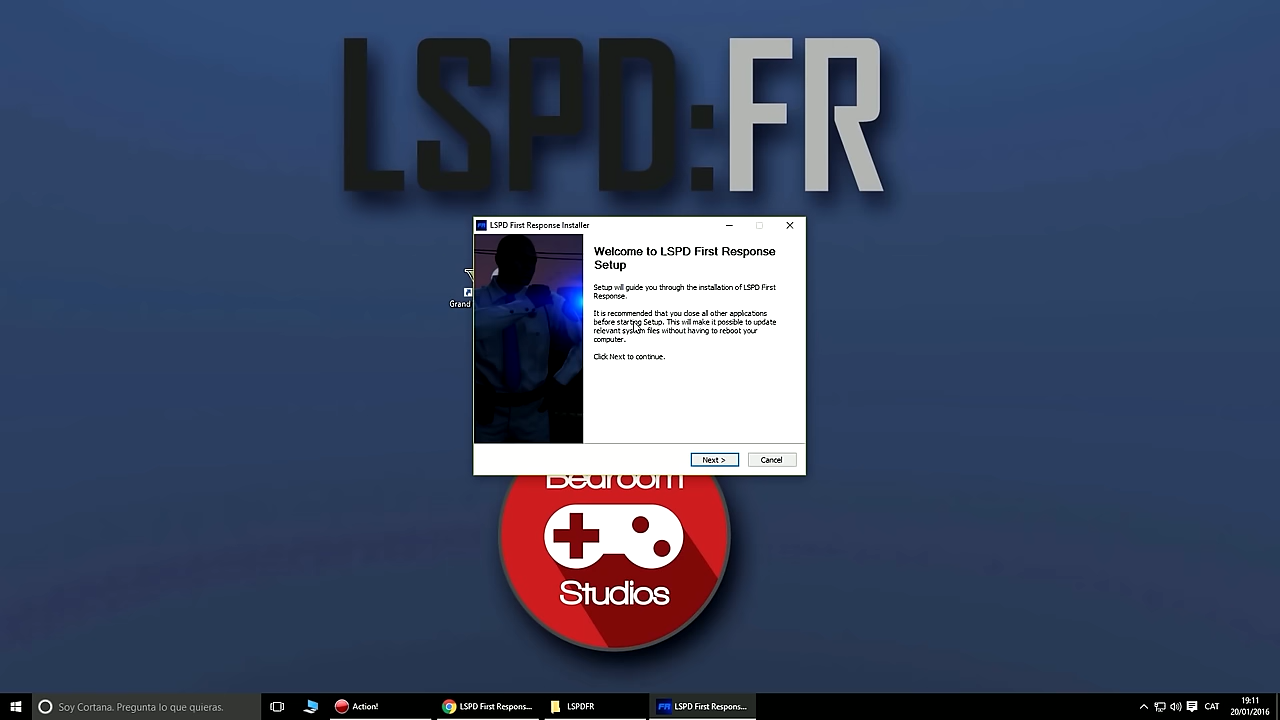 LSPD:FR
LSPD First Response Installer
Welcome to LSPD First Response
Setup
Setup will guide you through the installation of LSPD First
Response.
It is recommended that you close all other applications
before starting Setup. This will make it possible to update
relevant system files without having to reboot your
computer.
Click Next to continue.
Next >
Cancel
Grand
Bedroom
Studios
Soy Cortana. Pregunta lo que quieras.
Action!
LSPD First Respons...
LSPDFR
FR
LSPD First Respons...
CAT
19:11
20/01/2016